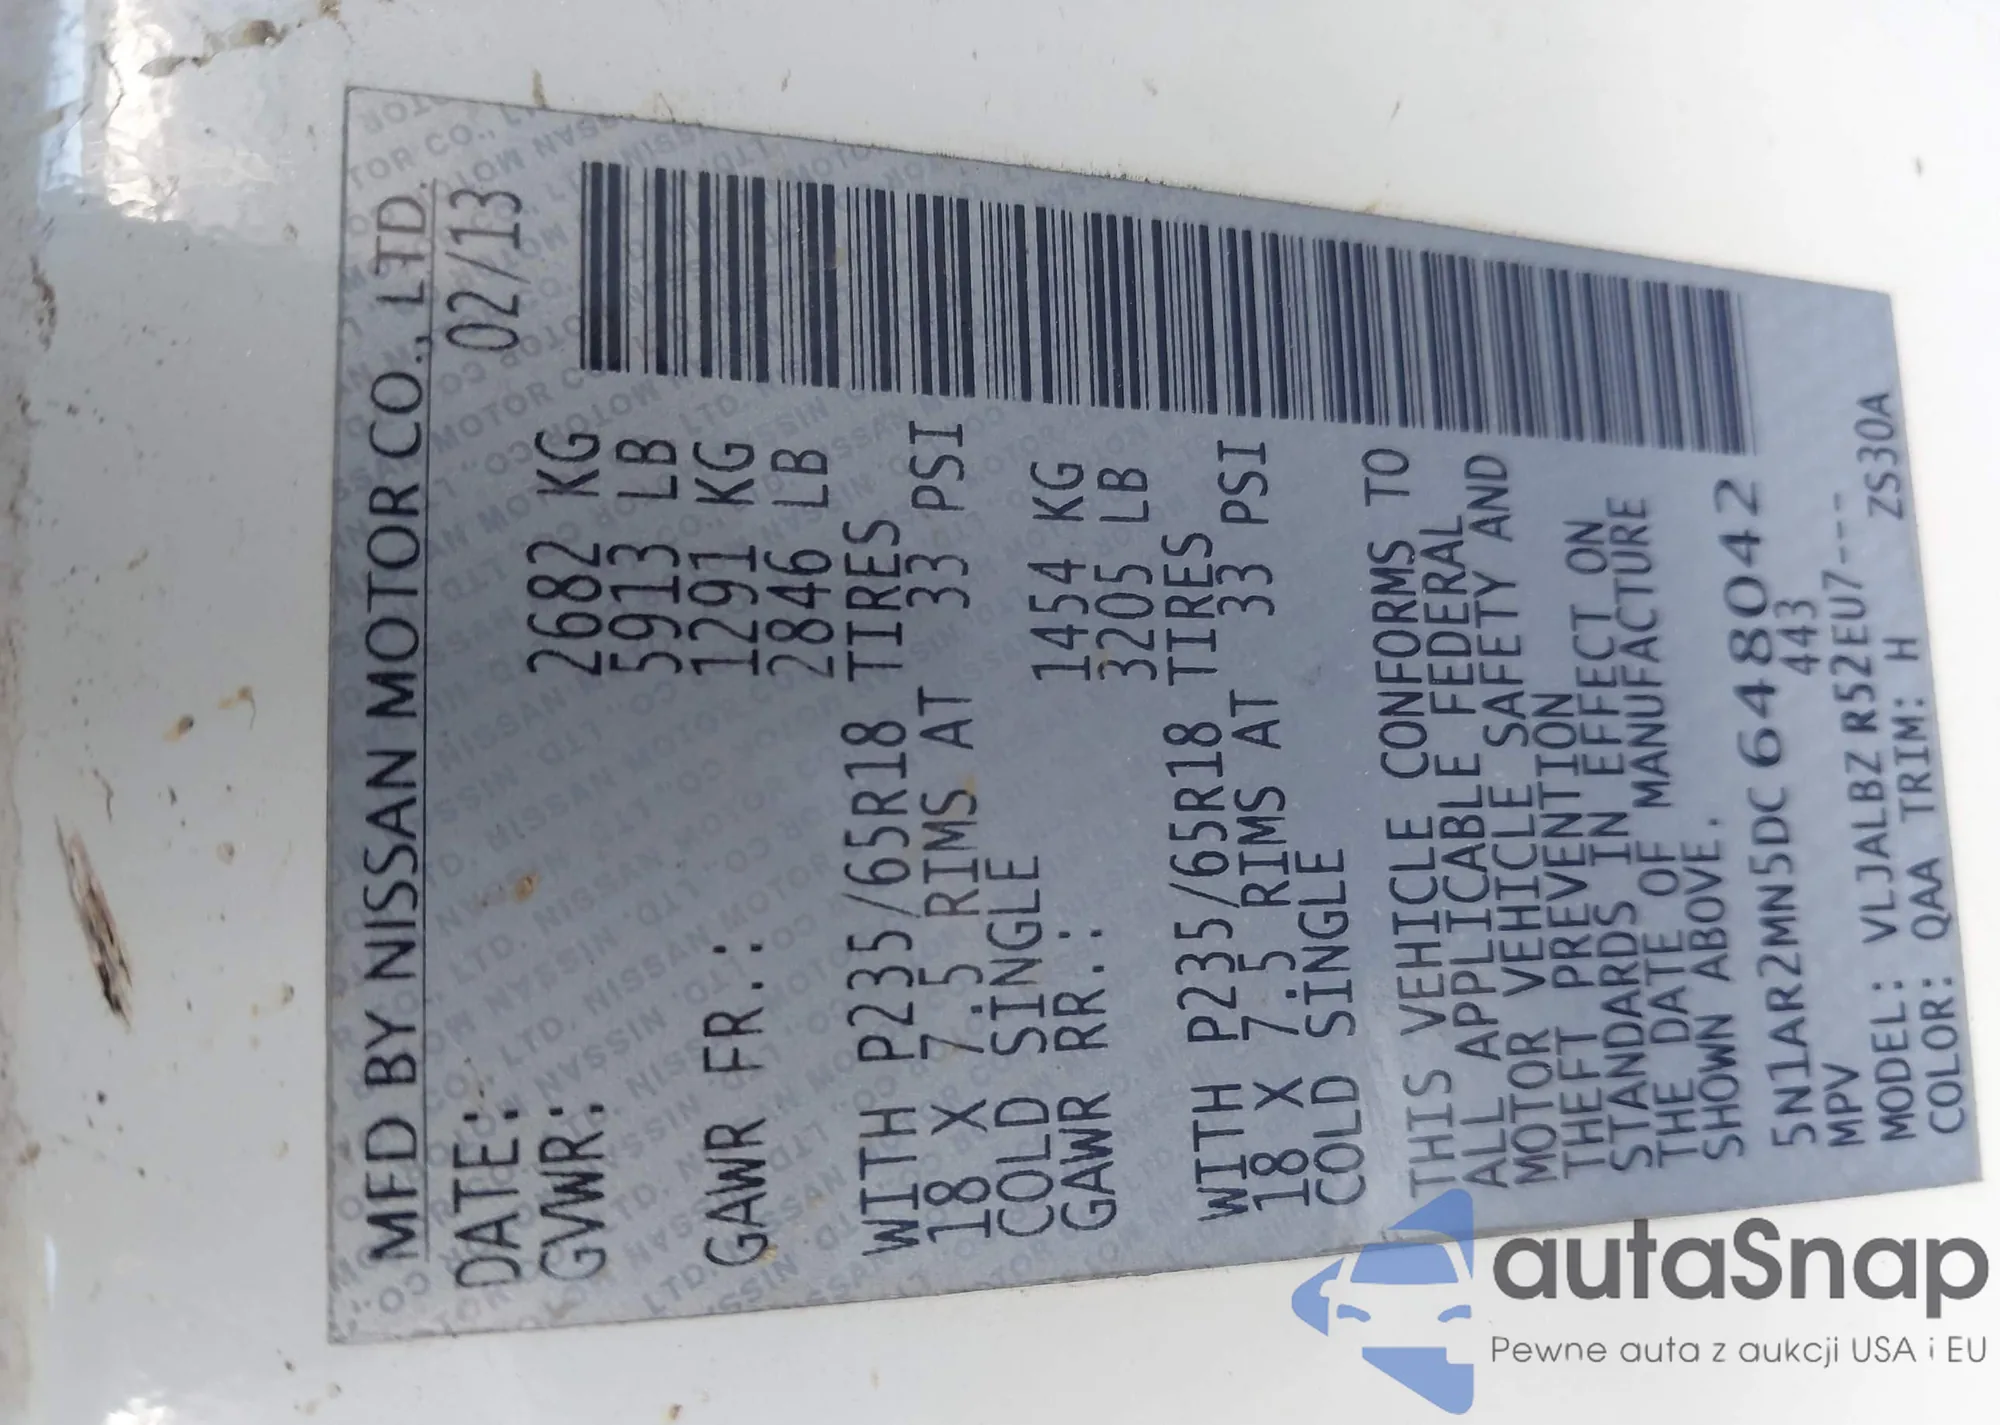 MFD BY NISSAN MOTOR CO., LTD.
DATE: 02/13
GVWR: 2682 KG
5913 LB
GAWR FR.: 1291 KG
2846 LB
WITH P235/65R18 TIRES
18 X 7.5 RIMS AT 33 PSI
COLD SINGLE
GAWR RR.: 1454 KG
3205 LB
WITH P235/65R18 TIRES
18 X 7.5 RIMS AT 33 PSI
COLD SINGLE
THIS VEHICLE CONFORMS TO
ALL APPLICABLE FEDERAL
MOTOR VEHICLE SAFETY AND
THEFT PREVENTION
STANDARDS IN EFFECT ON
THE DATE OF MANUFACTURE
SHOWN ABOVE.
5N1AR2MN5DC648042
MPV 443
MODEL: VLJALBZ R52EU7---
COLOR: QAA TRIM: H ZS30A
autaSnap
Pewne auta z aukcji USA i EU